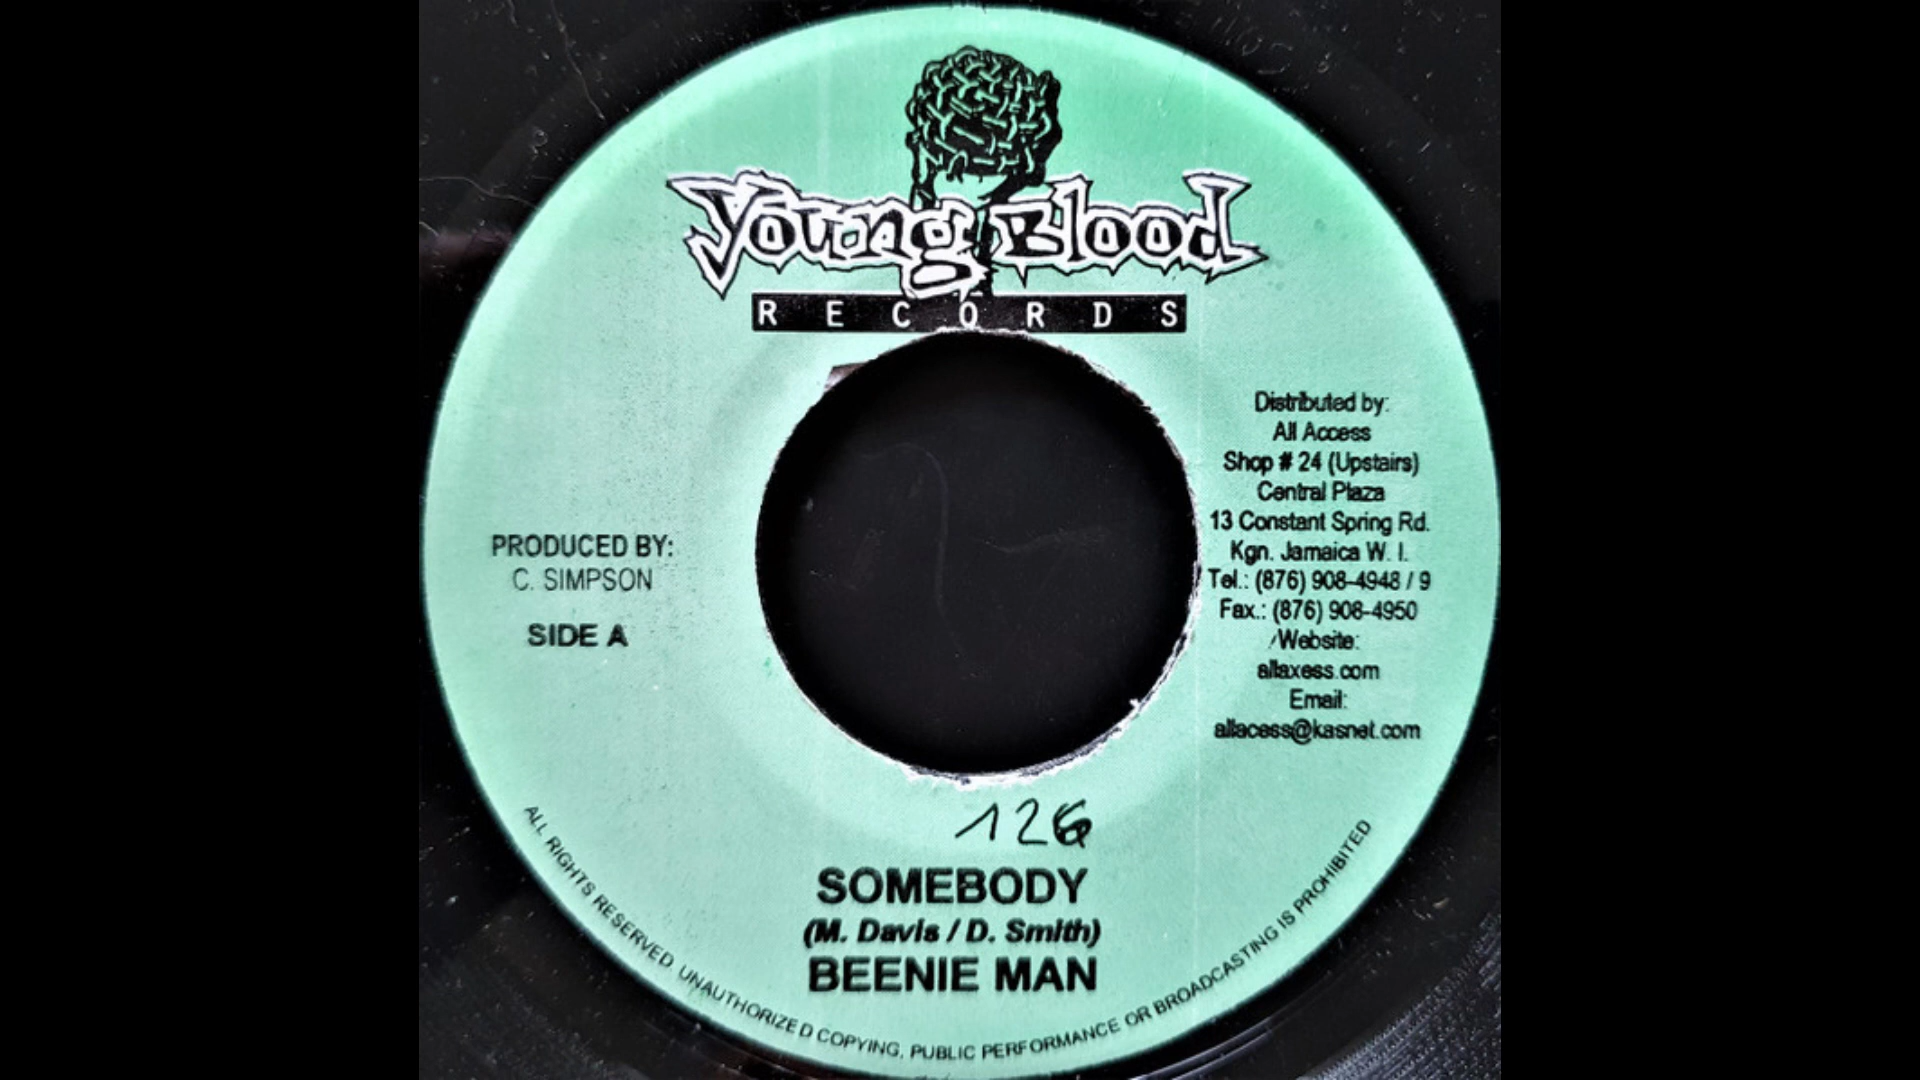 Young Blood
RECORDS
Distributed by:
All Access
Shop # 24 (Upstairs)
Central Plaza
13 Constant Spring Rd.
Kgn. Jamaica W. I.
Tel.: (876) 908-4948 / 9
Fax.: (876) 908-4950
Website:
allaxess.com
Email:
allacess@kasnet.com
PRODUCED BY:
C. SIMPSON
SIDE A
126
SOMEBODY
(M. Davis / D. Smith)
BEENIE MAN
ALL RIGHTS RESERVED. UNAUTHORIZED COPYING, PUBLIC PERFORMANCE OR BROADCASTING IS PROHIBITED